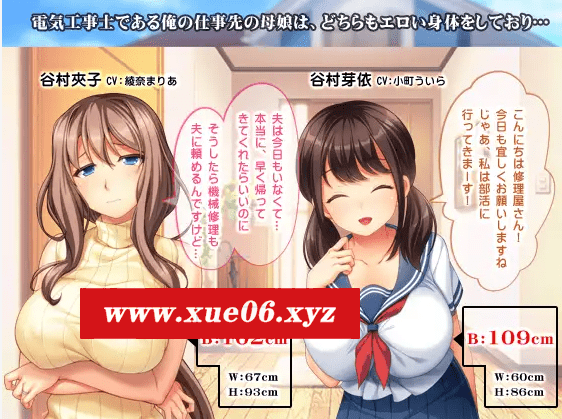 電気工事士である俺の仕事先の母娘は、どちらもエロい身体をしており…
谷村夾子 CV:綾奈まりあ
谷村芽依 CV:小町ういら
こんにちは修理屋さん!
今日も宜しくお願いしますね
じゃあ、私は部活に
行ってきまーす!
夫は今日もいなくて…
本当に、早く帰って
きてくれたらいいのに
そうしたら機械修理も
夫に頼めるんですけど…
www.xue06.xyz
B:102cm
W:67cm
H:93cm
B:109cm
W:60cm
H:86cm